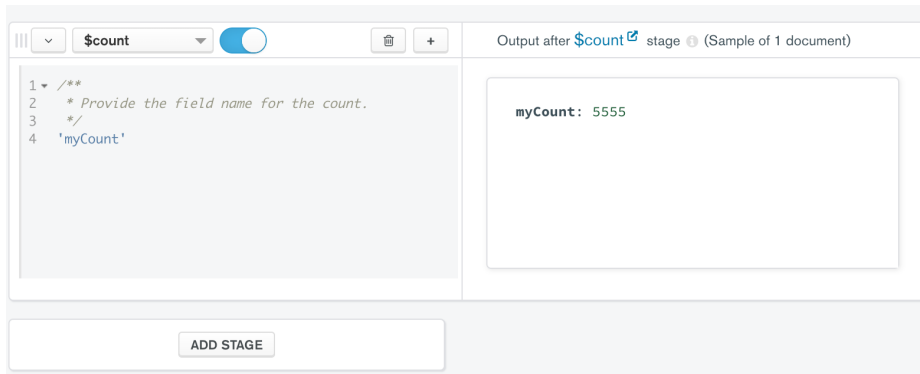 $count
+
Output after $count stage (Sample of 1 document)
1 /**
2 * Provide the field name for the count.
3 */
4 'myCount'
myCount: 5555
ADD STAGE